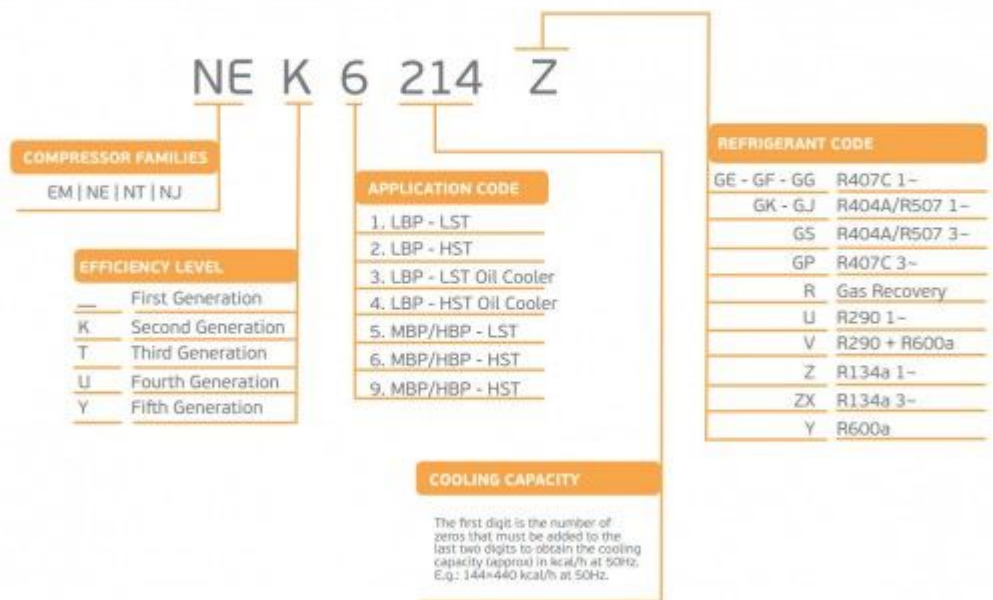 NE K 6 214 Z
COMPRESSOR FAMILIES
EM | NE | NT | NJ
EFFICIENCY LEVEL
__ First Generation
K Second Generation
T Third Generation
U Fourth Generation
Y Fifth Generation
APPLICATION CODE
1. LBP - LST
2. LBP - HST
3. LBP - LST Oil Cooler
4. LBP - HST Oil Cooler
5. MBP/HBP - LST
6. MBP/HBP - HST
9. MBP/HBP - HST
COOLING CAPACITY
The first digit is the number of
zeros that must be added to the
last two digits to obtain the cooling
capacity (approx) in kcal/h at 50Hz.
E.g.: 144=440 kcal/h at 50Hz.
REFRIGERANT CODE
GE - GF - GG R407C 1~
GK - GJ R404A/R507 1~
GS R404A/R507 3~
GP R407C 3~
R Gas Recovery
U R290 1~
V R290 + R600a
Z R134a 1~
ZX R134a 3~
Y R600a